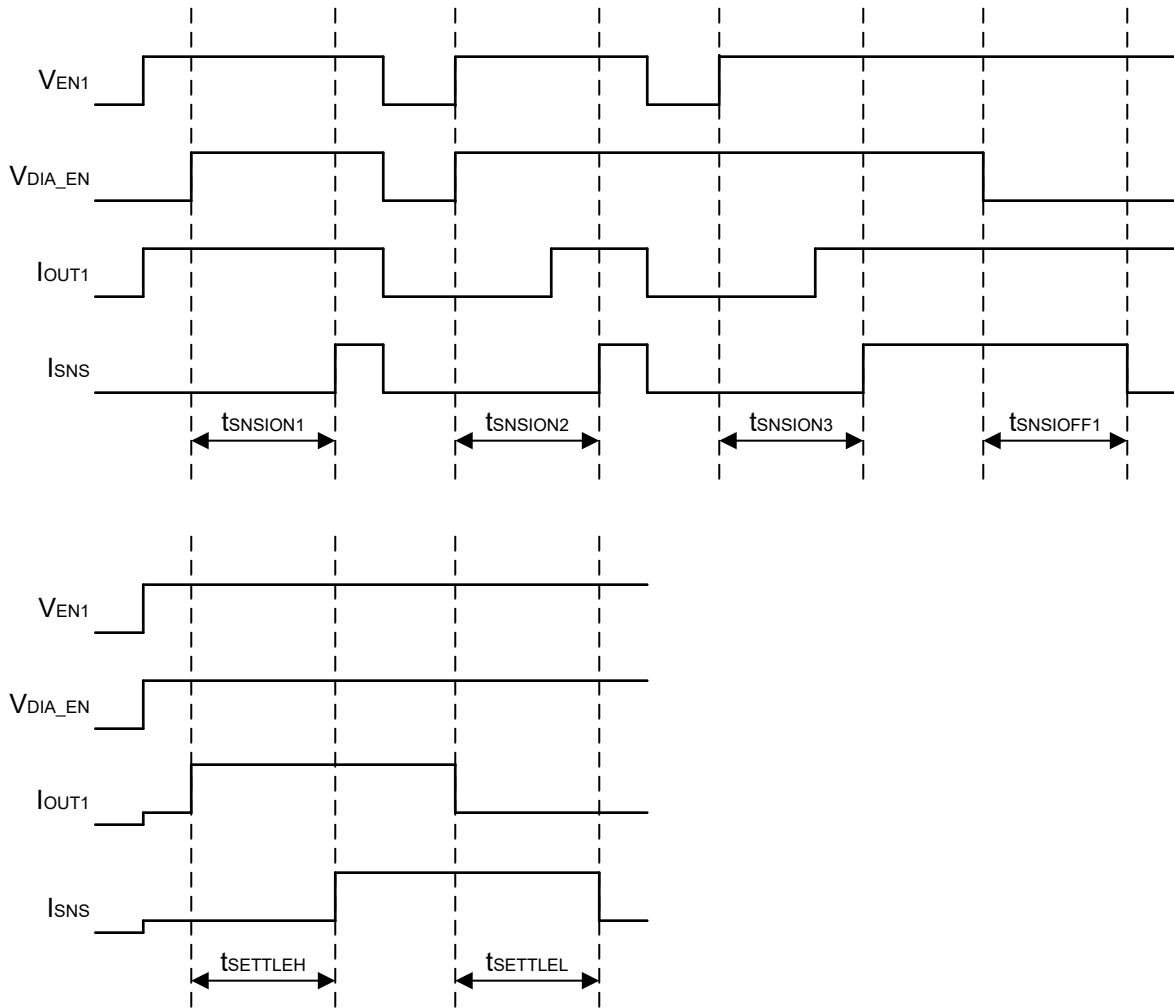 VEN1
VDIA_EN
IOUT1
ISNS
tSNSION1 tSNSION2 tSNSION3 tSNSIOFF1
VEN1
VDIA_EN
IOUT1
ISNS
tSETTLEH tSETTLEL